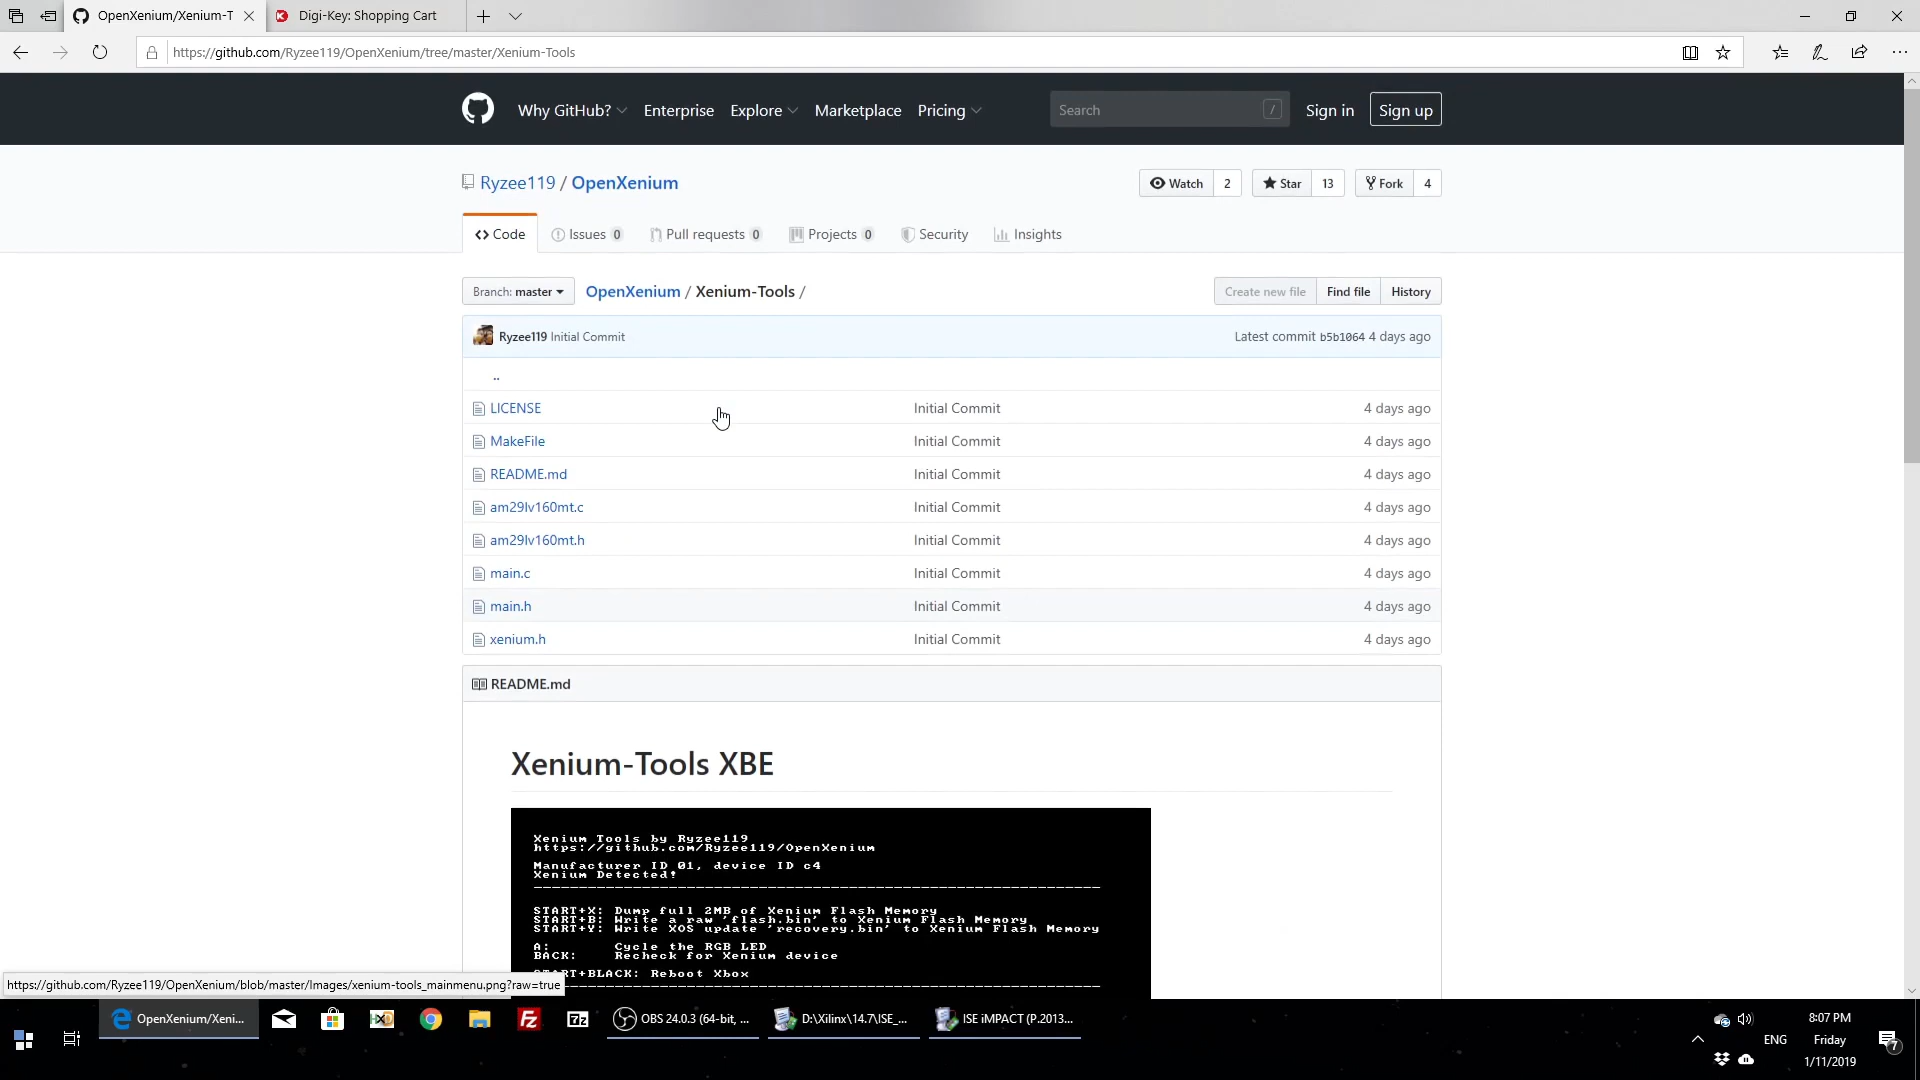 OpenXenium/Xenium-T
Digi-Key: Shopping Cart
https://github.com/Ryzee119/OpenXenium/tree/master/Xenium-Tools
Why GitHub? Enterprise Explore Marketplace Pricing Search / Sign in Sign up
Ryzee119 / OpenXenium
Watch 2 Star 13 Fork 4
Code Issues 0 Pull requests 0 Projects 0 Security Insights
Branch: master OpenXenium / Xenium-Tools / Create new file Find file History
Ryzee119 Initial Commit Latest commit b5b1064 4 days ago
..
LICENSE Initial Commit 4 days ago
MakeFile Initial Commit 4 days ago
README.md Initial Commit 4 days ago
am29lv160mt.c Initial Commit 4 days ago
am29lv160mt.h Initial Commit 4 days ago
main.c Initial Commit 4 days ago
main.h Initial Commit 4 days ago
xenium.h Initial Commit 4 days ago
README.md
Xenium-Tools XBE
Xenium Tools by Ryzee119
https://github.com/Ryzee119/OpenXenium
Manufacturer ID 01, device ID c4
Xenium Detected!
START+X: Dump full 2MB of Xenium Flash Memory
START+B: Write a raw 'flash.bin' to Xenium Flash Memory
START+Y: Write XOS update 'recovery.bin' to Xenium Flash Memory
A: Cycle the RGB LED
BACK: Recheck for Xenium device
START+BLACK: Reboot Xbox
https://github.com/Ryzee119/OpenXenium/blob/master/Images/xenium-tools_mainmenu.png?raw=true
OpenXenium/Xeni...
OBS 24.0.3 (64-bit, ...
D:\Xilinx\14.7\ISE_...
ISE iMPACT (P.2013...
ENG
8:07 PM
Friday
1/11/2019
7